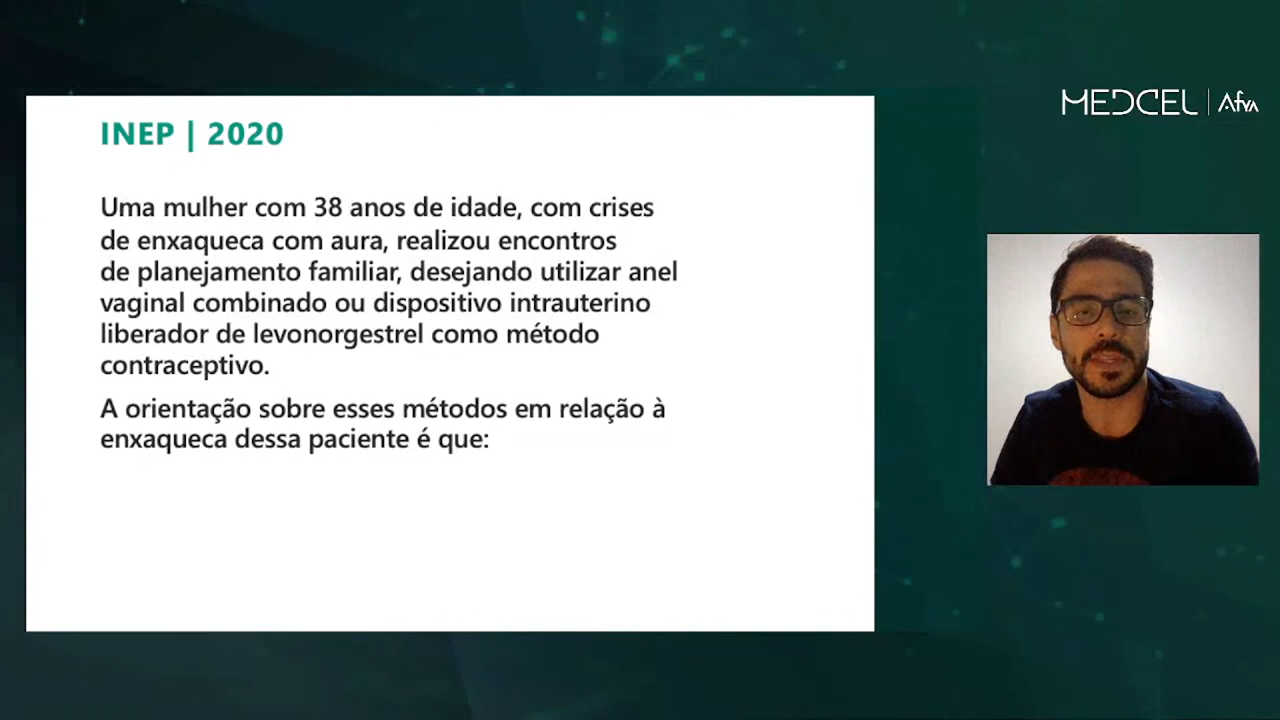 INEP | 2020
MEDCEL | Afya
Uma mulher com 38 anos de idade, com crises
de enxaqueca com aura, realizou encontros
de planejamento familiar, desejando utilizar anel
vaginal combinado ou dispositivo intrauterino
liberador de levonorgestrel como método
contraceptivo.
A orientação sobre esses métodos em relação à
enxaqueca dessa paciente é que: